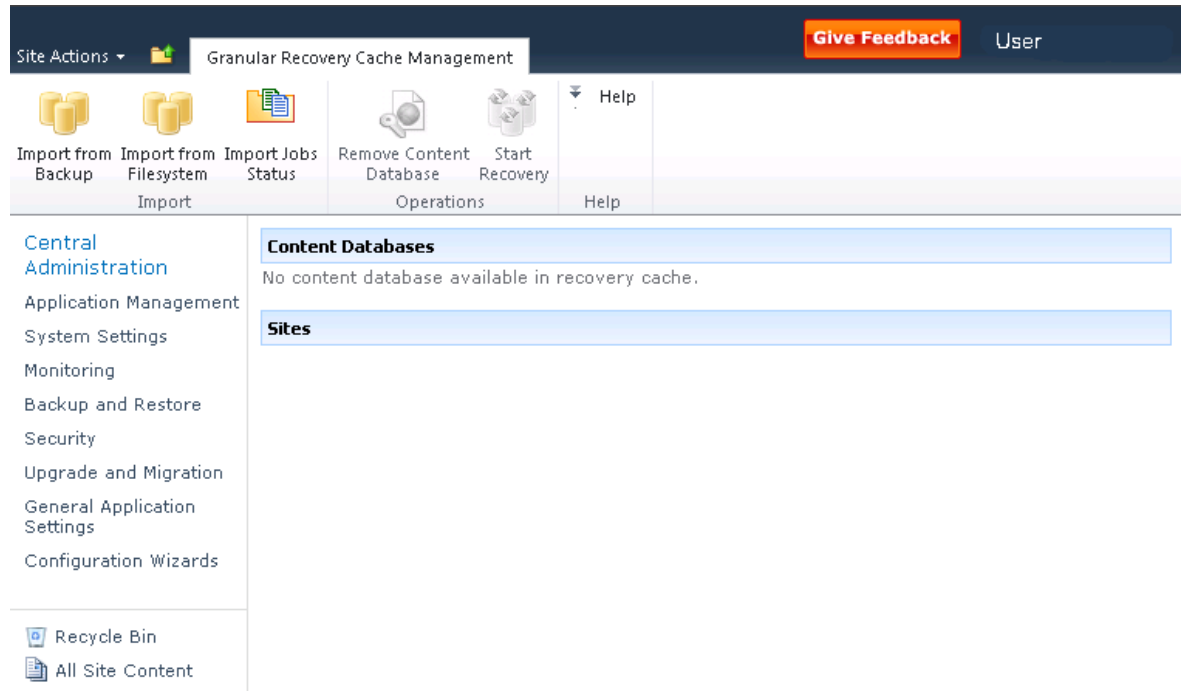 Give Feedback
User
Site Actions
Granular Recovery Cache Management
Import from Backup
Import from Filesystem
Import Jobs Status
Import
Remove Content Database
Start Recovery
Operations
Help
Help
Central
Administration
Application Management
System Settings
Monitoring
Backup and Restore
Security
Upgrade and Migration
General Application
Settings
Configuration Wizards
Recycle Bin
All Site Content
Content Databases
No content database available in recovery cache.
Sites